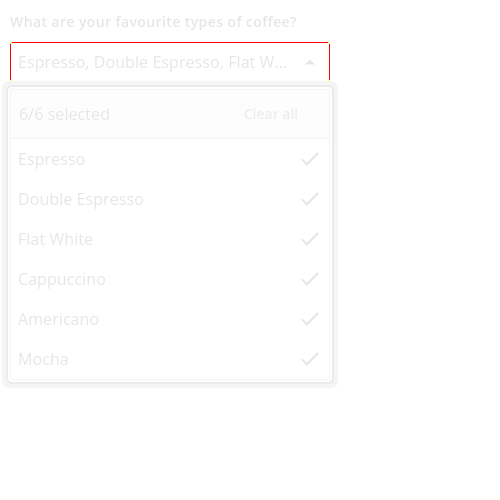 What are your favourite types of coffee?
Espresso, Double Espresso, Flat W...
6/6 selected Clear all
Espresso
Double Espresso
Flat White
Cappuccino
Americano
Mocha